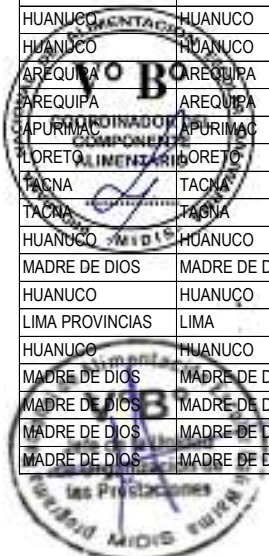 HUANUCO HUANUCO
HUANUCO HUANUCO
AREQUIPA AREQUIPA
AREQUIPA AREQUIPA
APURIMAC APURIMAC
LORETO LORETO
TACNA TACNA
TACNA TACNA
HUANUCO HUANUCO
MADRE DE DIOS MADRE DE D
HUANUCO HUANUCO
LIMA PROVINCIAS LIMA
HUANUCO HUANUCO
MADRE DE DIOS MADRE DE D
MADRE DE DIOS MADRE DE D
MADRE DE DIOS MADRE DE D
MADRE DE DIOS MADRE DE D
V° B°
COORDINADOR
COMPONENTE
ALIMENTARIO
MIDIS
B°
las Prestaciones
MIDIS